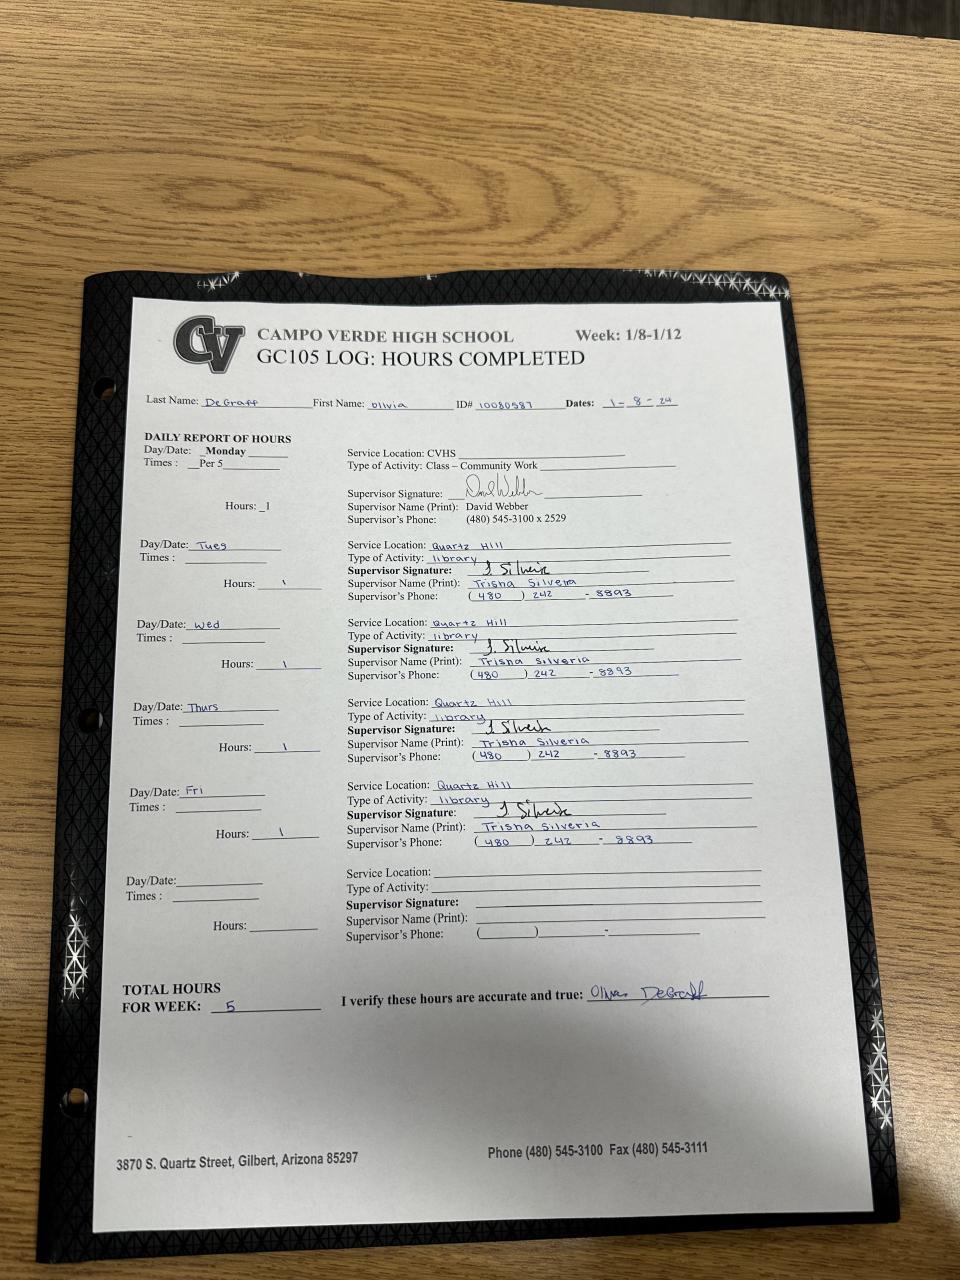 CV CAMPO VERDE HIGH SCHOOL Week: 1/8-1/12
GC105 LOG: HOURS COMPLETED
Last Name: DeGraff First Name: Olivia ID# 10080587 Dates: 1-8-24
DAILY REPORT OF HOURS
Day/Date: _Monday Service Location: CVHS
Times : Per 5 Type of Activity: Class – Community Work
Supervisor Signature: David Webber
Hours: _1 Supervisor Name (Print): David Webber
Supervisor's Phone: (480) 545-3100 x 2529
Day/Date: Tues Service Location: Quartz Hill
Times : Type of Activity: library
Supervisor Signature: T Silveria
Hours: 1 Supervisor Name (Print): Trisha Silveria
Supervisor's Phone: (480) 242 - 8893
Day/Date: Wed Service Location: Quartz Hill
Times : Type of Activity: library
Supervisor Signature: T. Silveria
Hours: 1 Supervisor Name (Print): Trisha Silveria
Supervisor's Phone: (480) 242 - 8893
Day/Date: Thurs Service Location: Quartz Hill
Times : Type of Activity: library
Supervisor Signature: T Silveria
Hours: 1 Supervisor Name (Print): Trisha Silveria
Supervisor's Phone: (480) 242 - 8893
Day/Date: Fri Service Location: Quartz Hill
Times : Type of Activity: library
Supervisor Signature: T Silveria
Hours: 1 Supervisor Name (Print): Trisha Silveria
Supervisor's Phone: (480) 242 - 8893
Day/Date: Service Location:
Times : Type of Activity:
Supervisor Signature:
Hours: Supervisor Name (Print):
Supervisor's Phone: ( ) -
TOTAL HOURS
FOR WEEK: 5 I verify these hours are accurate and true: Olivia DeGraff
3870 S. Quartz Street, Gilbert, Arizona 85297 Phone (480) 545-3100 Fax (480) 545-3111